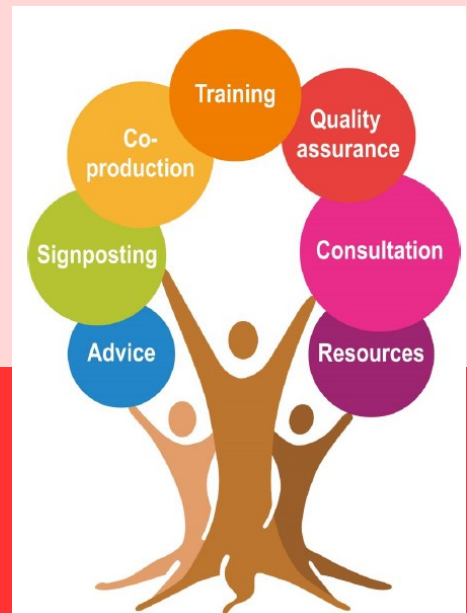 Training
Quality
assurance
Co-
production
Signposting
Consultation
Advice
Resources